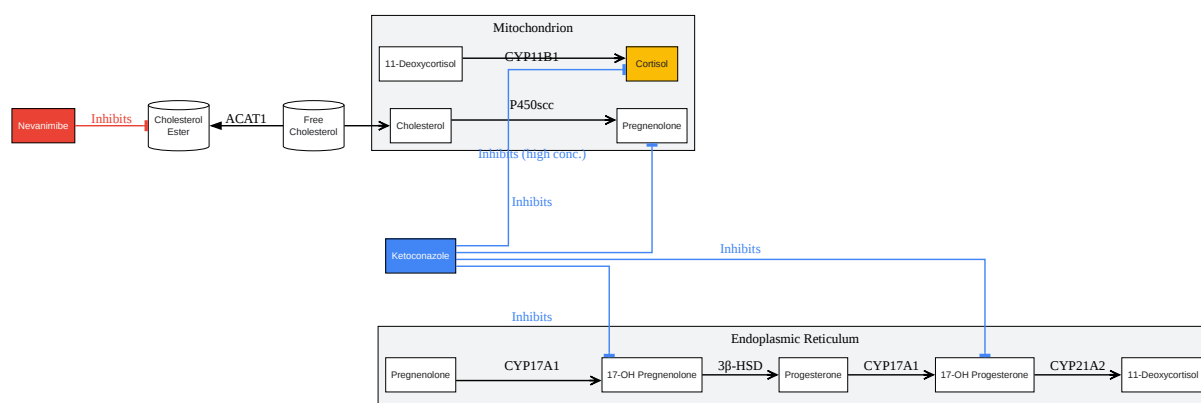 Mitochondrion
11-Deoxycortisol
CYP11B1
Cortisol
Nevanimibe
Inhibits
Cholesterol
Ester
ACAT1
Free
Cholesterol
Cholesterol
P450scc
Pregnenolone
Inhibits (high conc.)
Inhibits
Ketoconazole
Inhibits
Inhibits
Endoplasmic Reticulum
Pregnenolone
CYP17A1
17-OH Pregnenolone
3β-HSD
Progesterone
CYP17A1
17-OH Progesterone
CYP21A2
11-Deoxycortisol